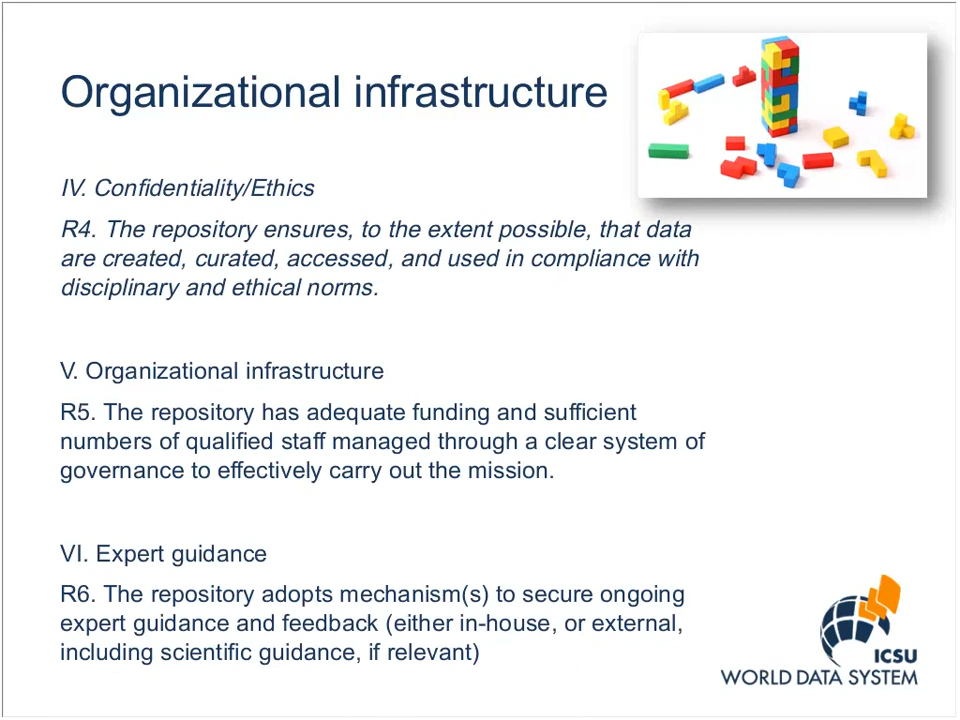 Organizational infrastructure
IV. Confidentiality/Ethics
R4. The repository ensures, to the extent possible, that data
are created, curated, accessed, and used in compliance with
disciplinary and ethical norms.
V. Organizational infrastructure
R5. The repository has adequate funding and sufficient
numbers of qualified staff managed through a clear system of
governance to effectively carry out the mission.
VI. Expert guidance
R6. The repository adopts mechanism(s) to secure ongoing
expert guidance and feedback (either in-house, or external,
including scientific guidance, if relevant)
ICSU
WORLD DATA SYSTEM